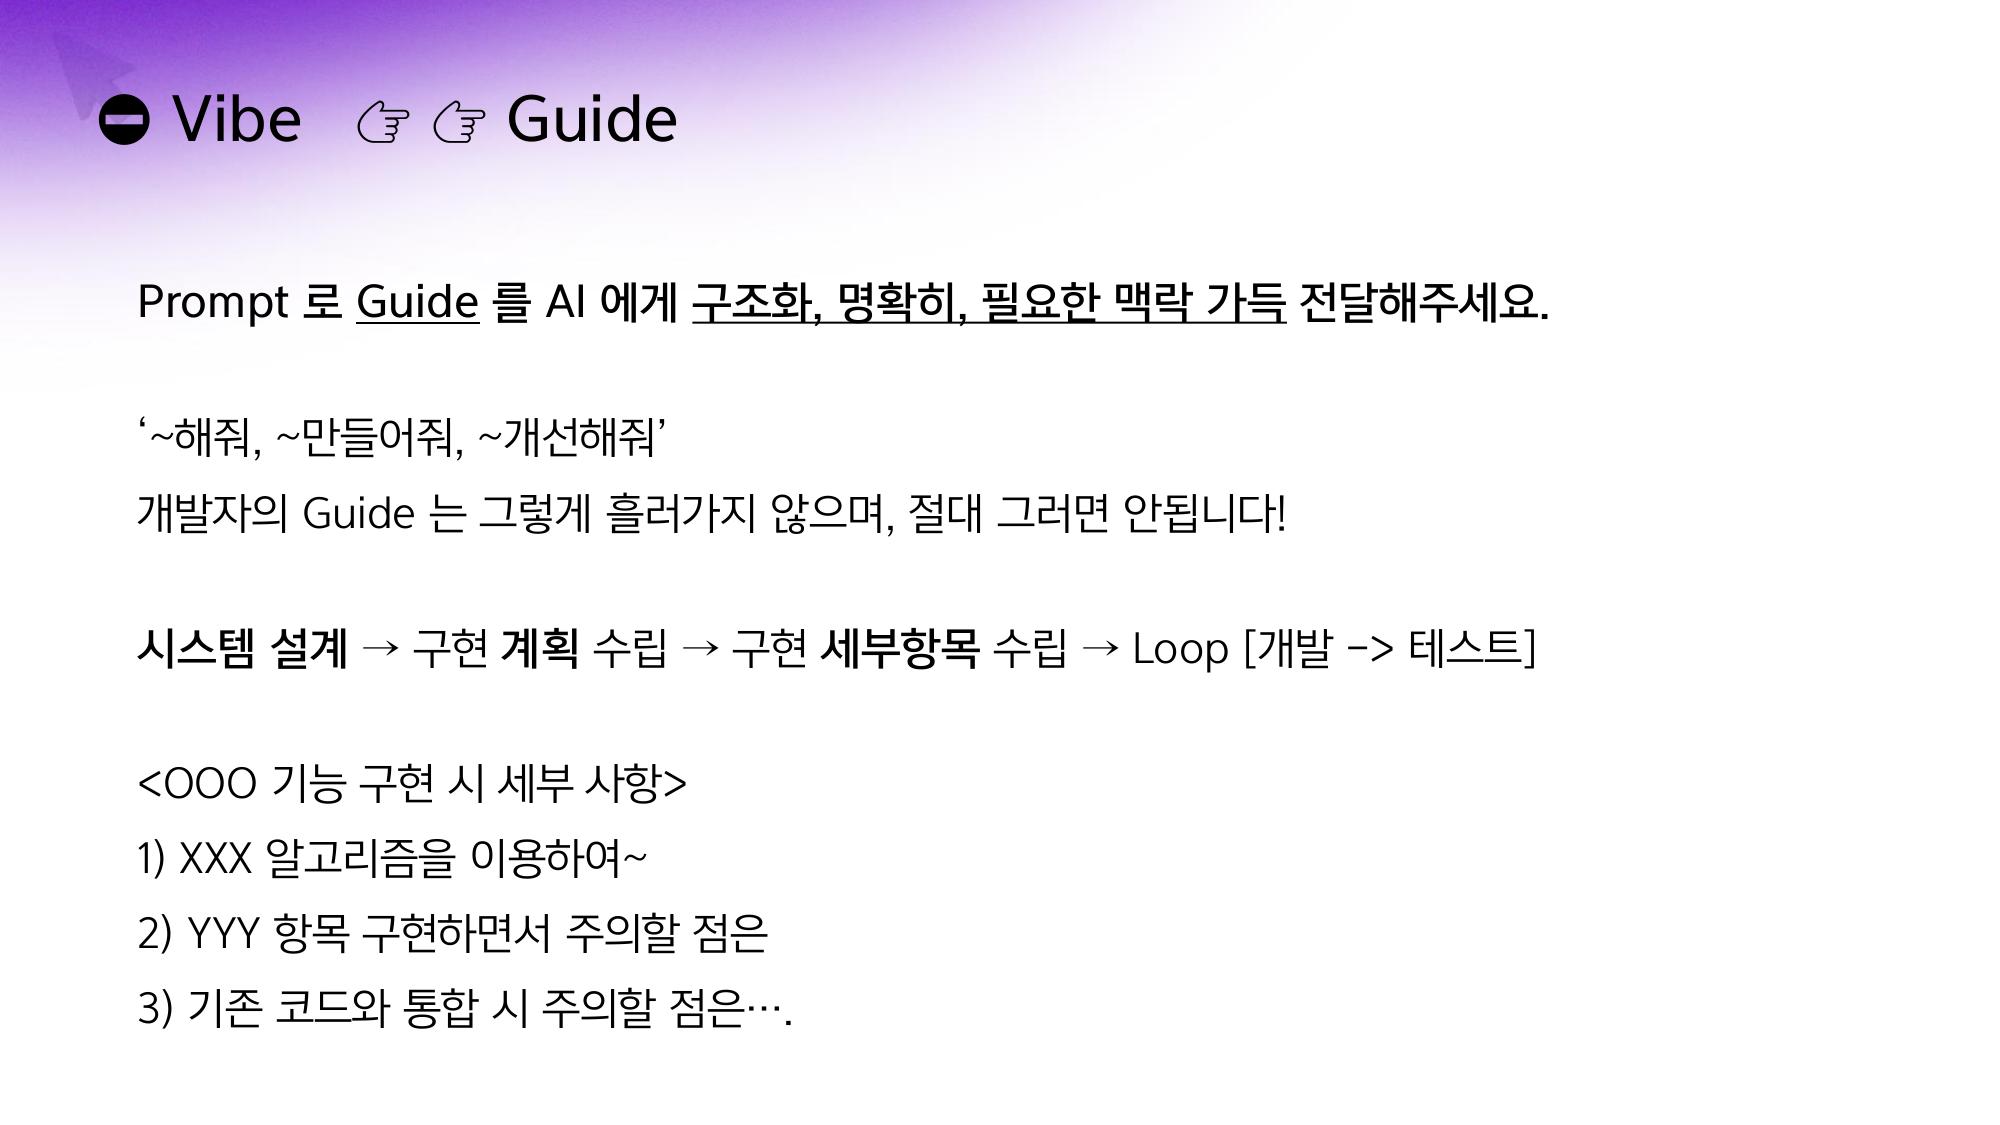 ⛔ Vibe 👉 👉 Guide
Prompt 로 Guide 를 AI 에게 구조화, 명확히, 필요한 맥락 가득 전달해주세요.
‘~해줘, ~만들어줘, ~개선해줘’
개발자의 Guide 는 그렇게 흘러가지 않으며, 절대 그러면 안됩니다!
시스템 설계 → 구현 계획 수립 → 구현 세부항목 수립 → Loop [개발 -> 테스트]
<OOO 기능 구현 시 세부 사항>
1) XXX 알고리즘을 이용하여~
2) YYY 항목 구현하면서 주의할 점은
3) 기존 코드와 통합 시 주의할 점은….